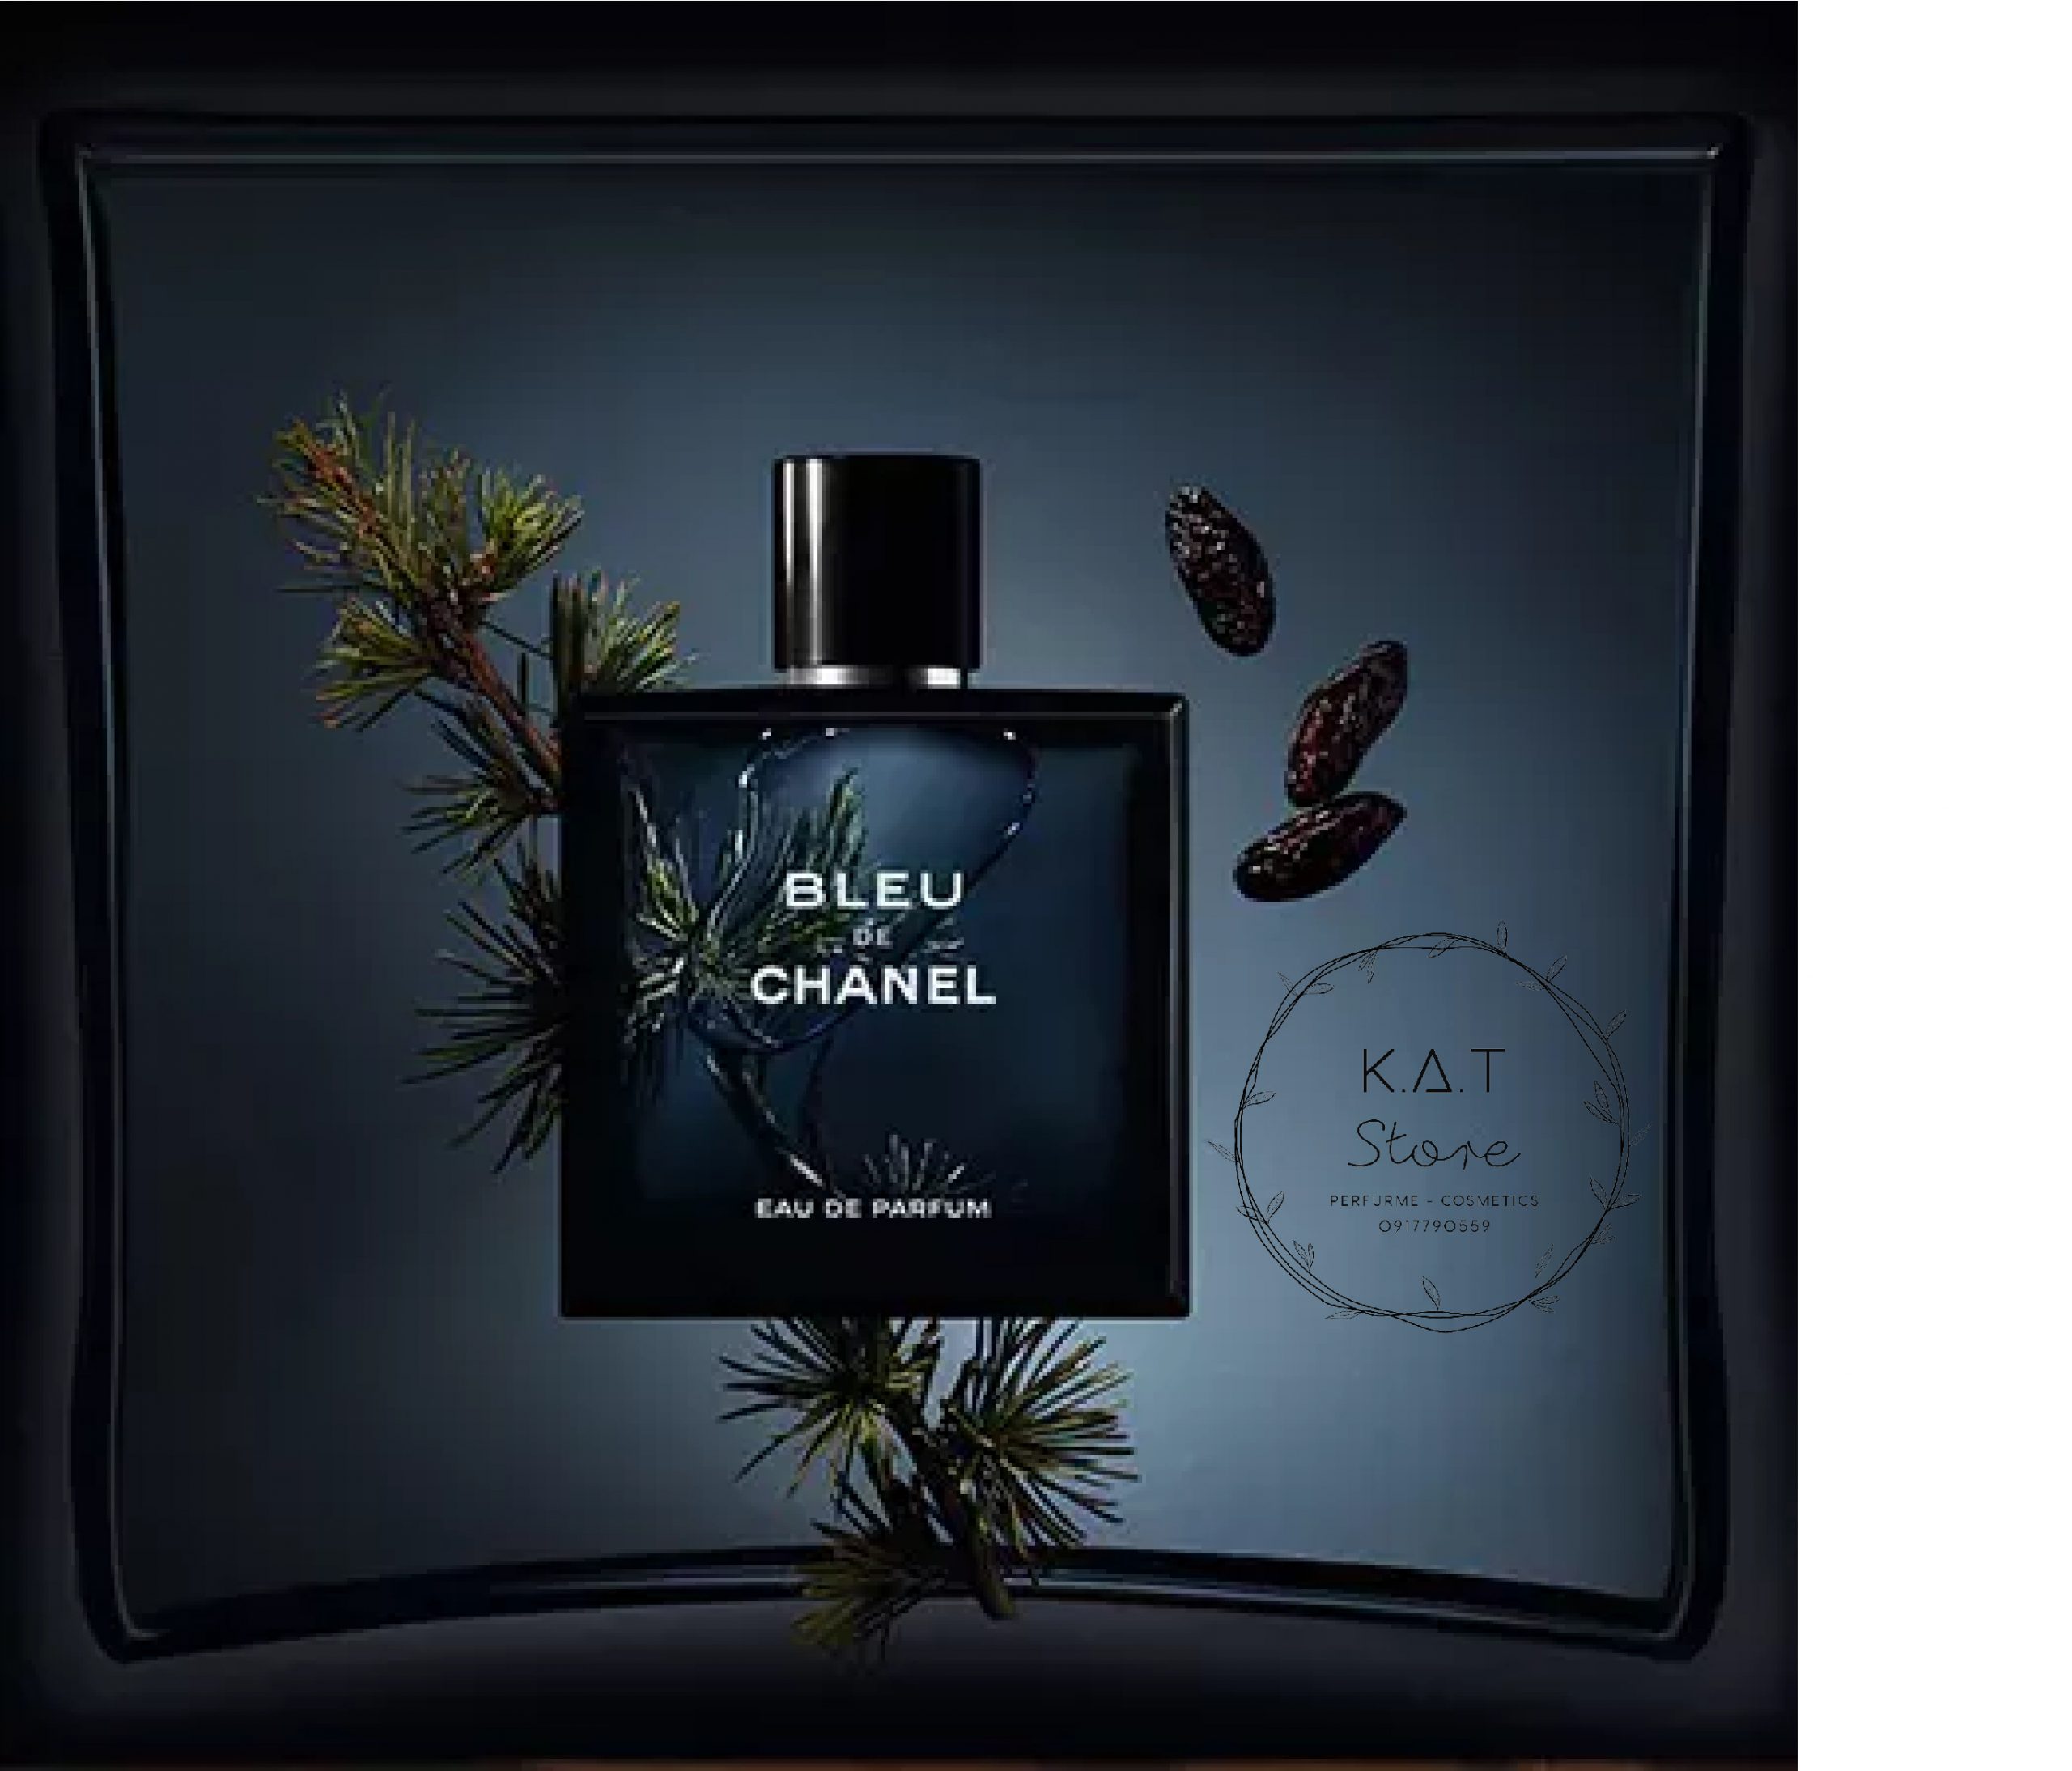 BLEU
DE
CHANEL
EAU DE PARFUM
K.A.T
Store
PERFURME - COSMETICS
0917790559